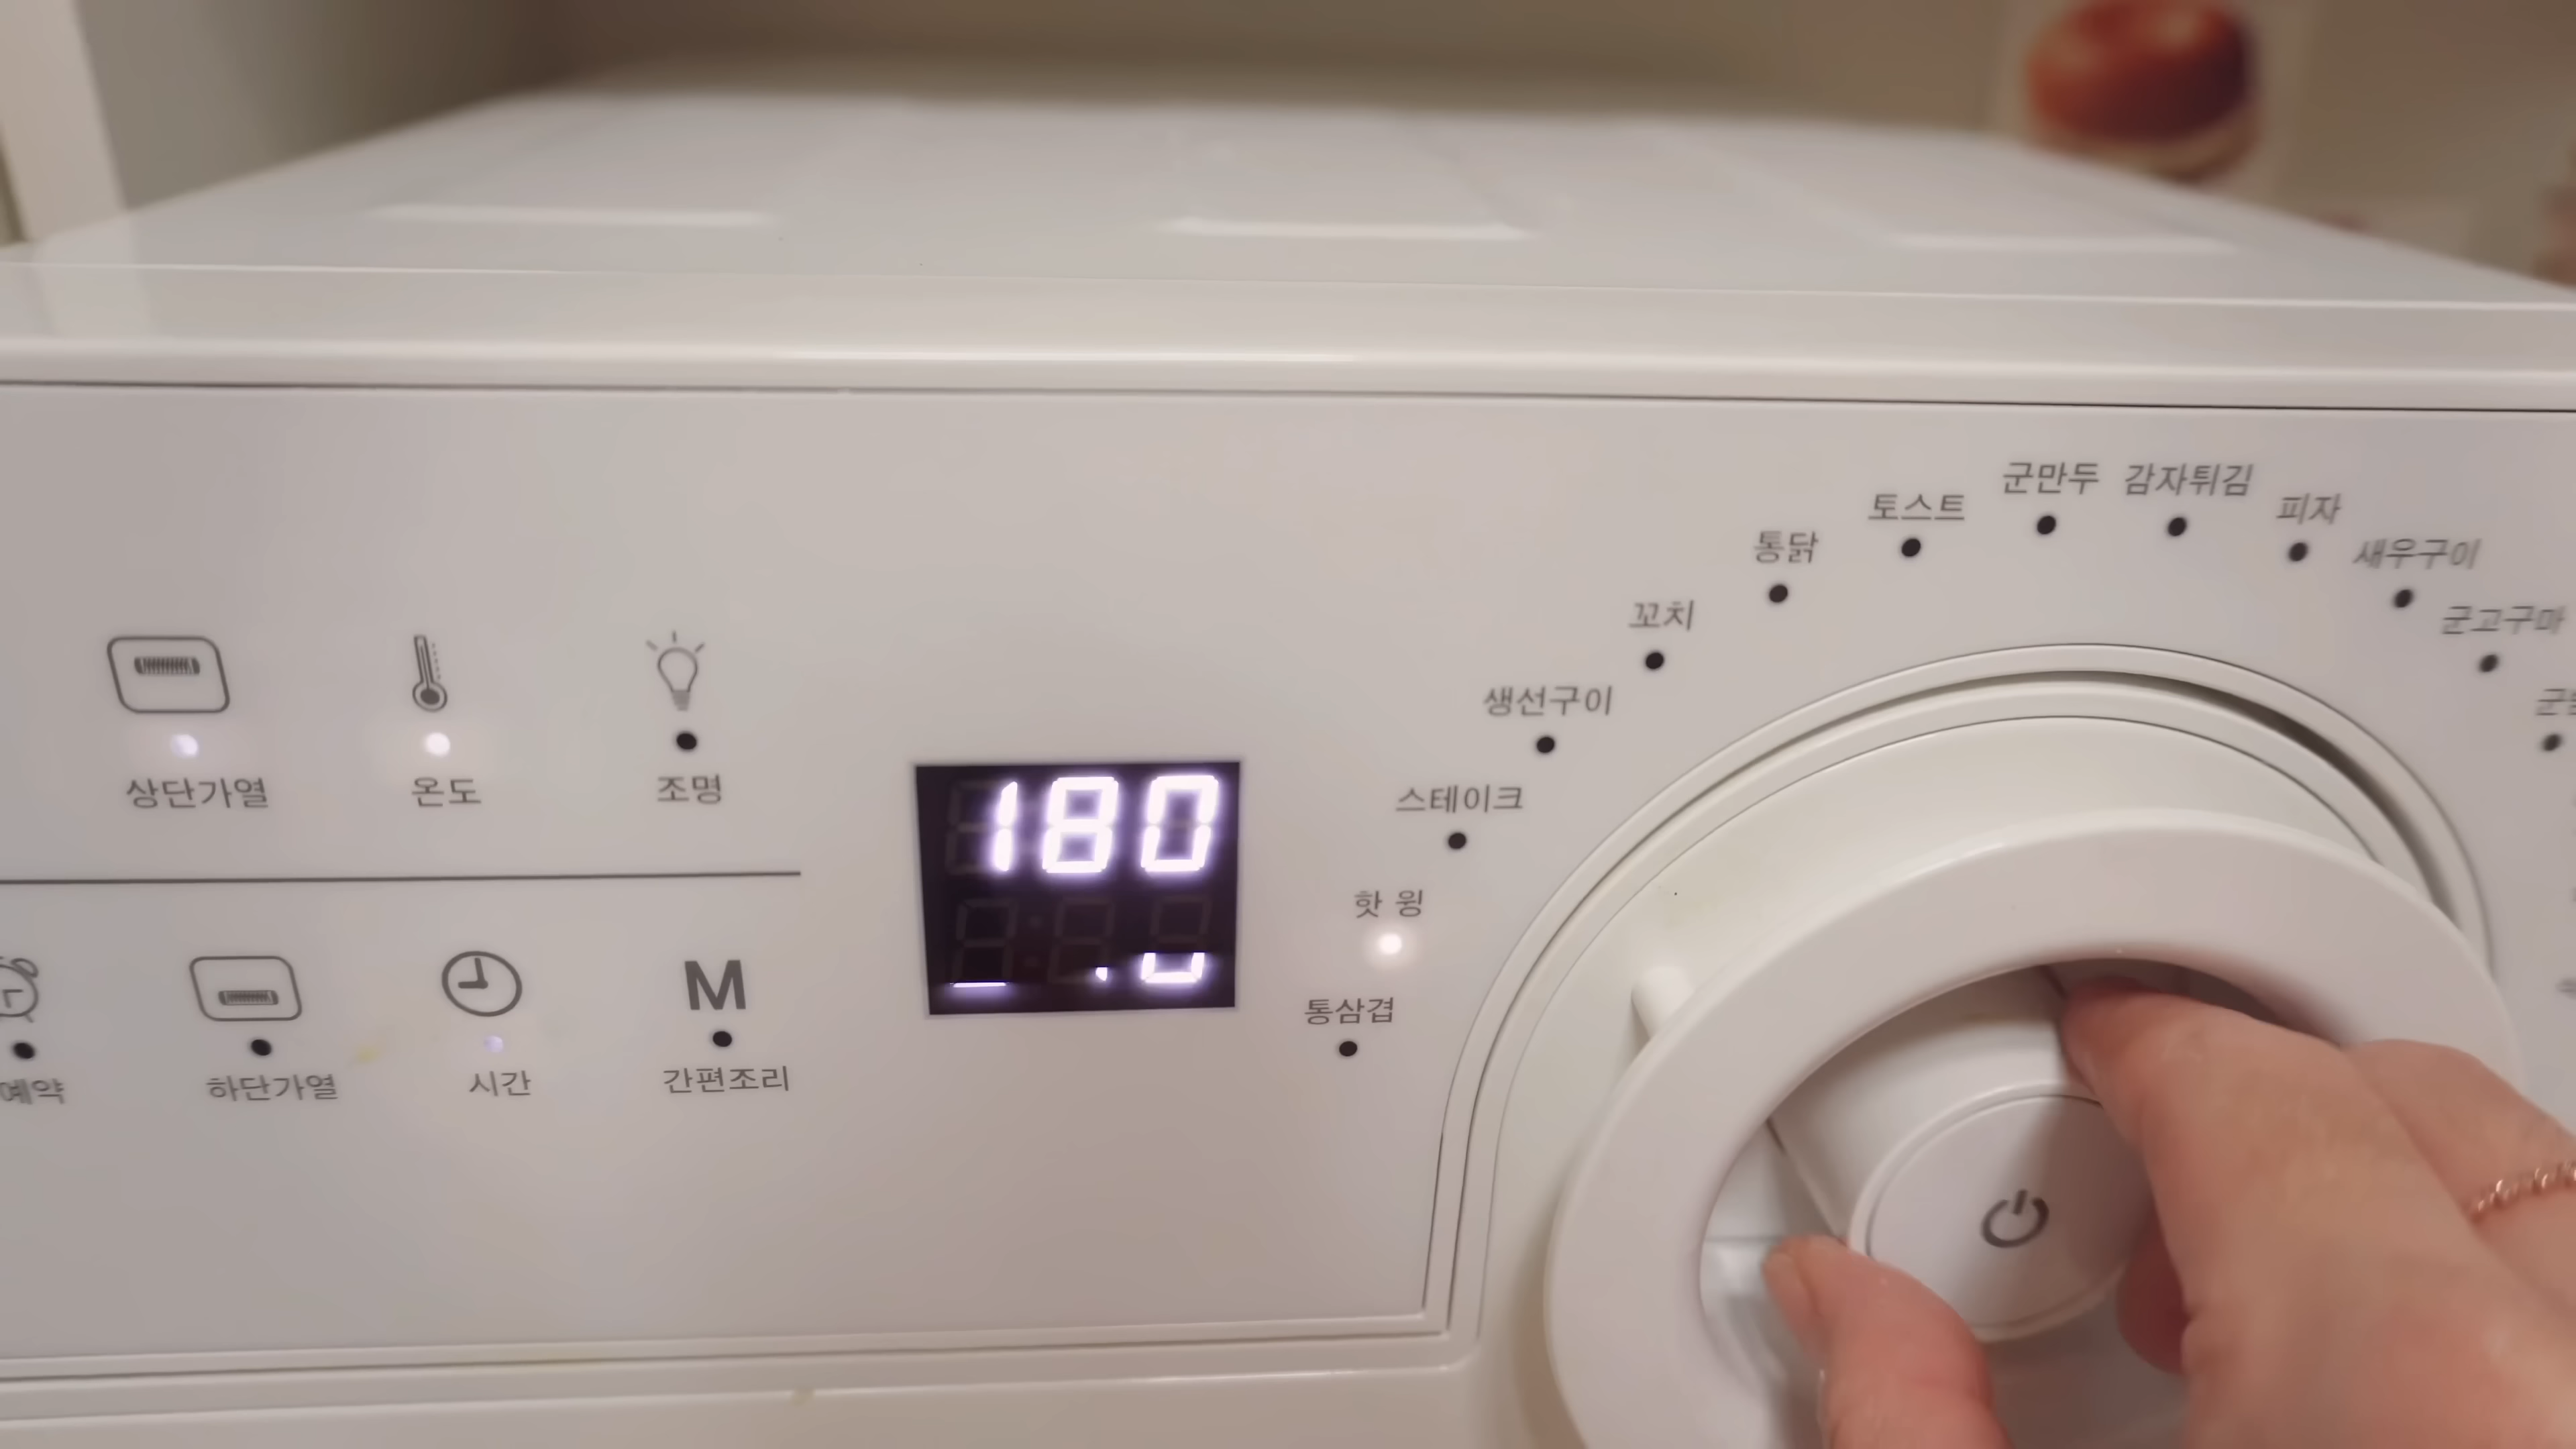 군만두
감자튀김
토스트
피자
통닭
새우구이
꼬치
군고구마
생선구이
상단가열
온도
조명
180
스테이크
핫 윙
통삼겹
M
예약
하단가열
시간
간편조리